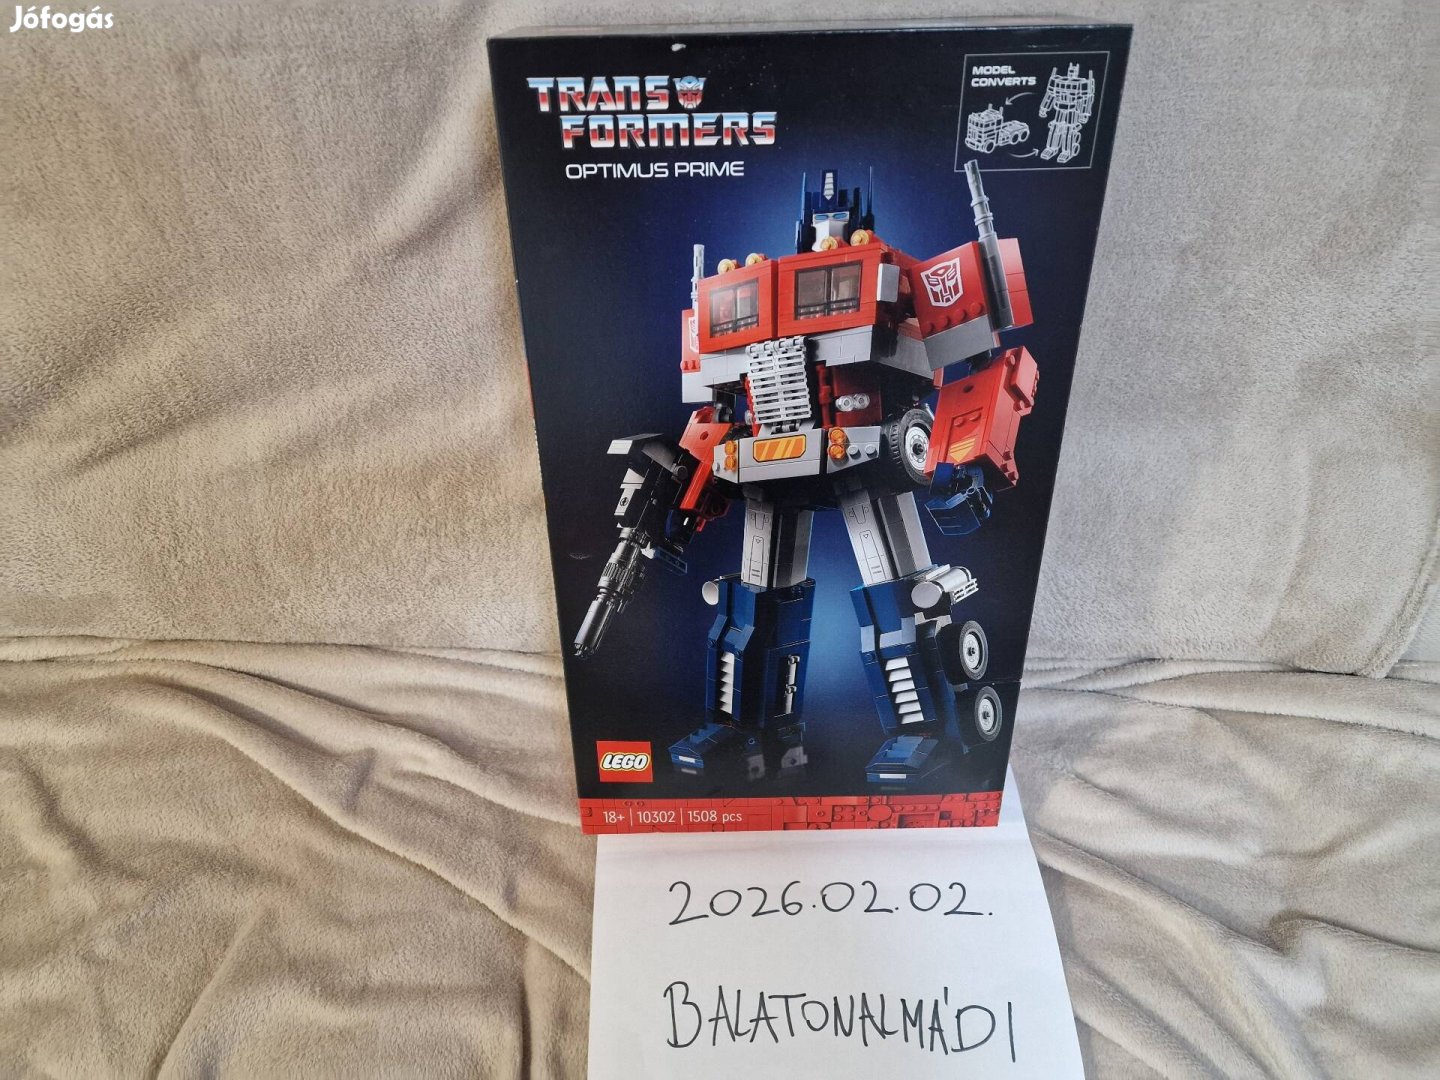 Jófogás
TRANS
FORMERS
OPTIMUS PRIME
MODEL
CONVERTS
LEGO
18+ | 10302 | 1508 pcs
2026.02.02.
BALATONALMÁDI